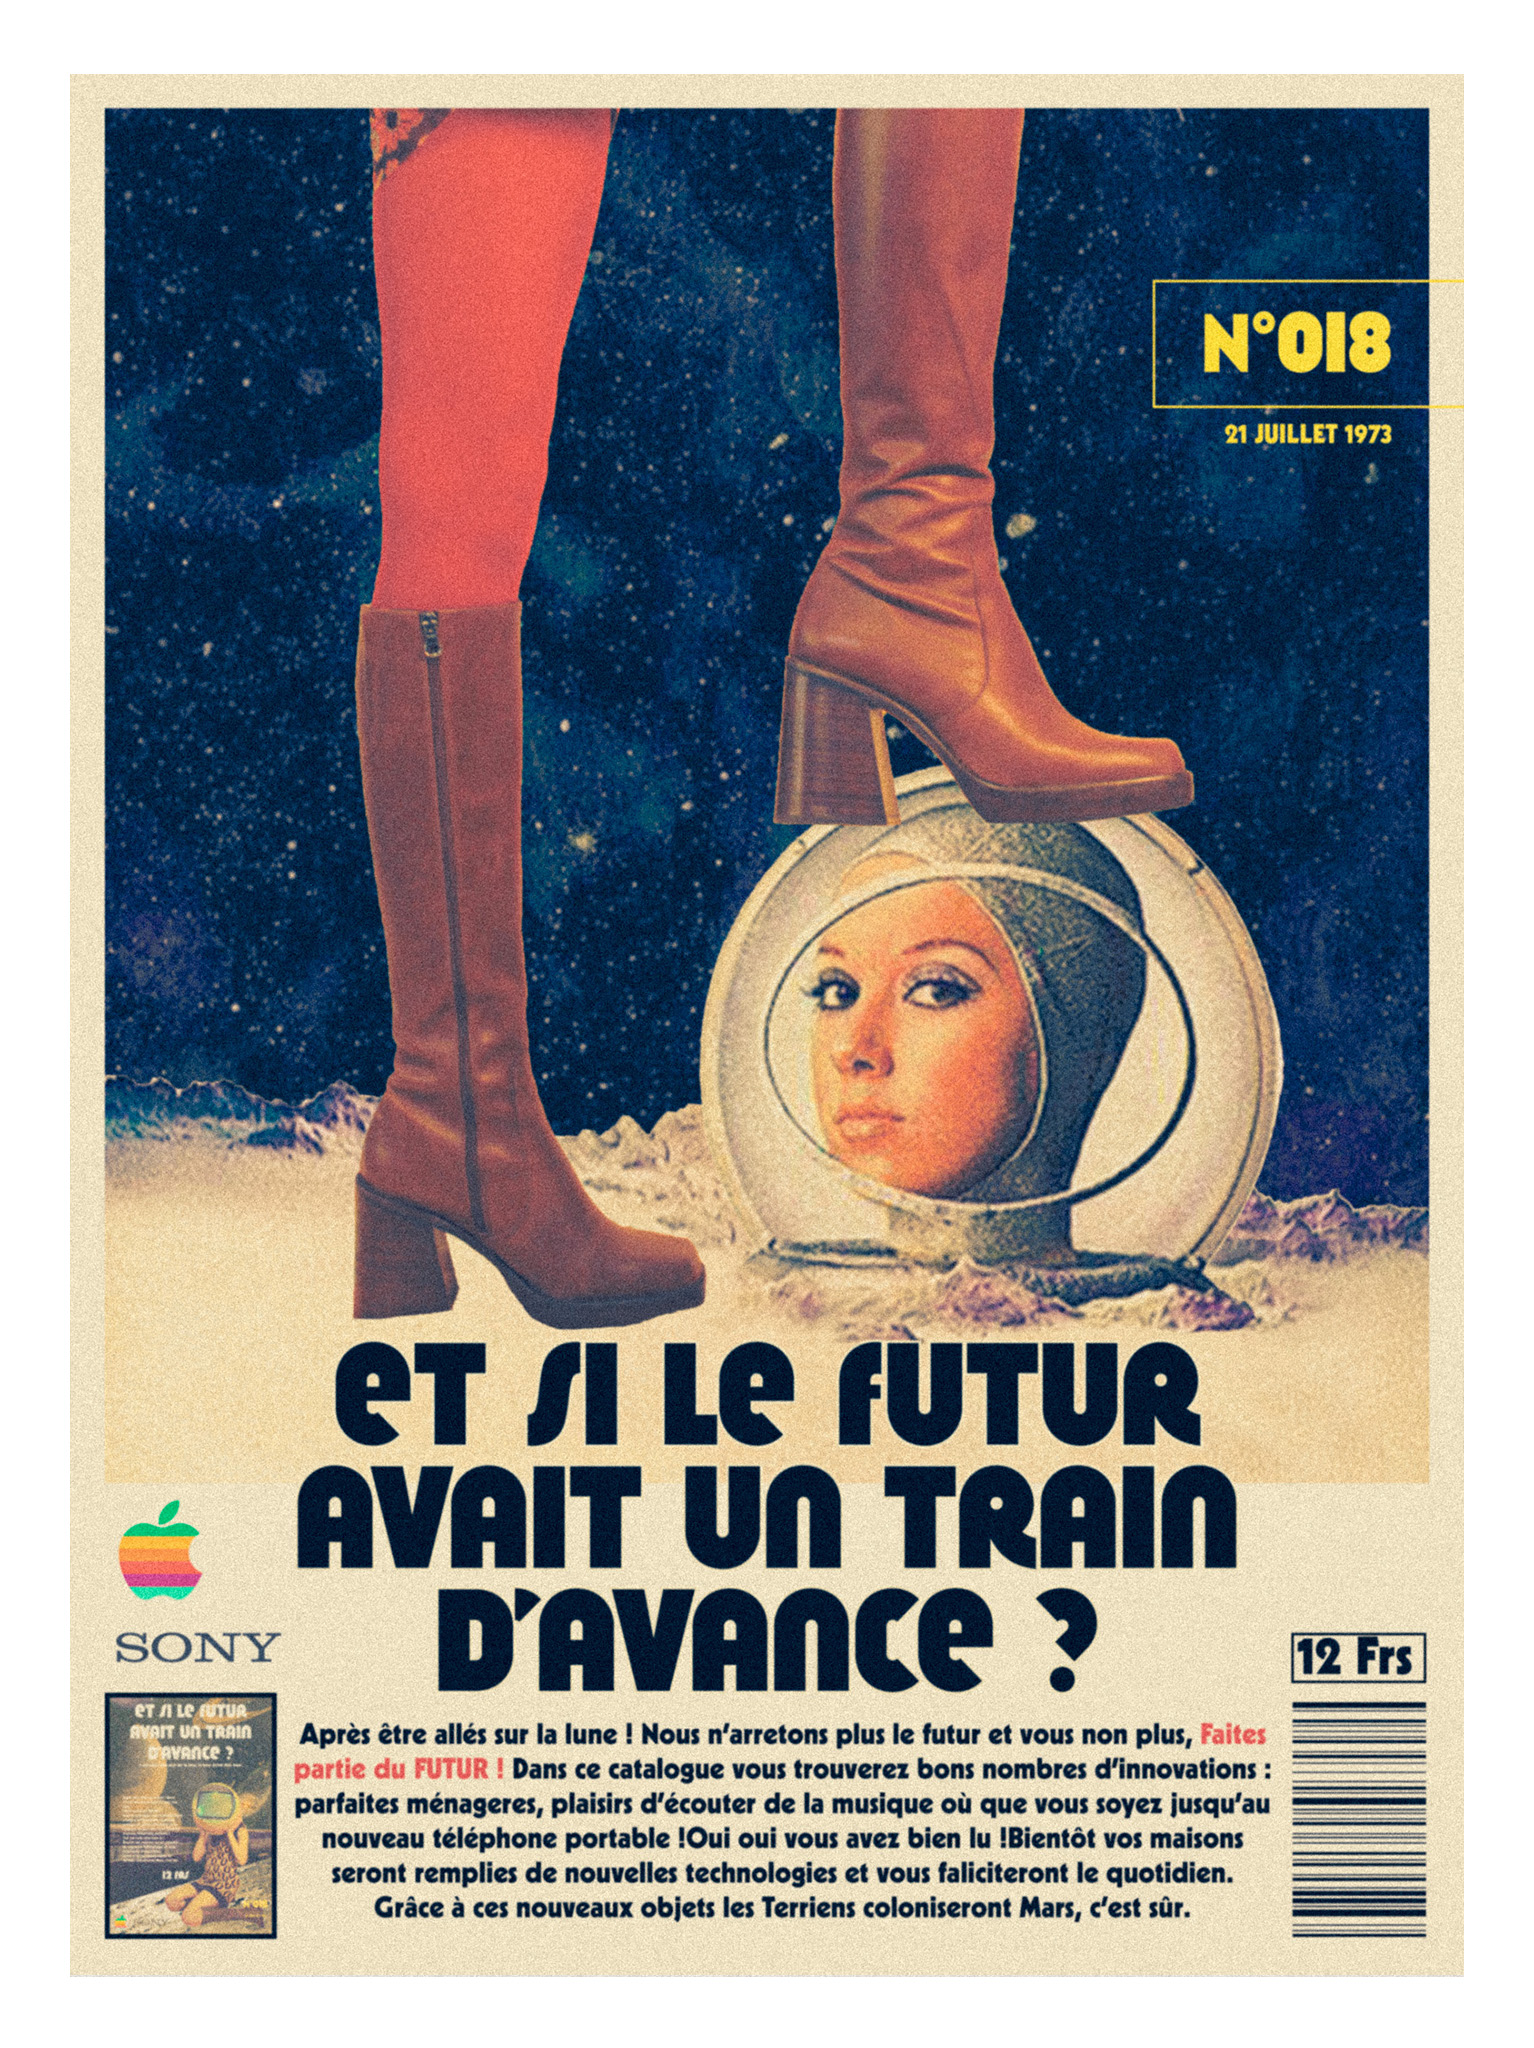 N°018
21 JUILLET 1973
ET SI LE FUTUR
AVAIT UN TRAIN
D'AVANCE ?
SONY
12 Frs
ET SI LE FUTUR
AVAIT UN TRAIN
D'AVANCE ?
12 FRS
N°018
SONY
Après être allés sur la lune ! Nous n'arretons plus le futur et vous non plus, Faites
partie du FUTUR ! Dans ce catalogue vous trouverez bons nombres d'innovations :
parfaites ménageres, plaisirs d'écouter de la musique où que vous soyez jusqu'au
nouveau téléphone portable !Oui oui vous avez bien lu !Bientôt vos maisons
seront remplies de nouvelles technologies et vous faliciteront le quotidien.
Grâce à ces nouveaux objets les Terriens coloniseront Mars, c'est sûr.